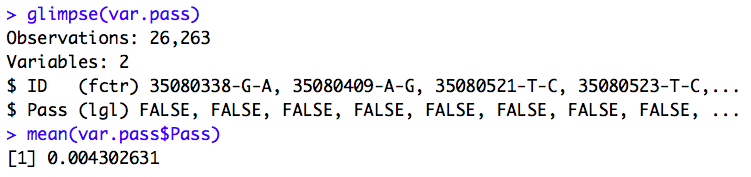 > glimpse(var.pass)
Observations: 26,263
Variables: 2
$ ID   (fctr) 35080338-G-A, 35080409-A-G, 35080521-T-C, 35080523-T-C,...
$ Pass (lgl) FALSE, FALSE, FALSE, FALSE, FALSE, FALSE, FALSE, FALSE, ...
> mean(var.pass$Pass)
[1] 0.004302631